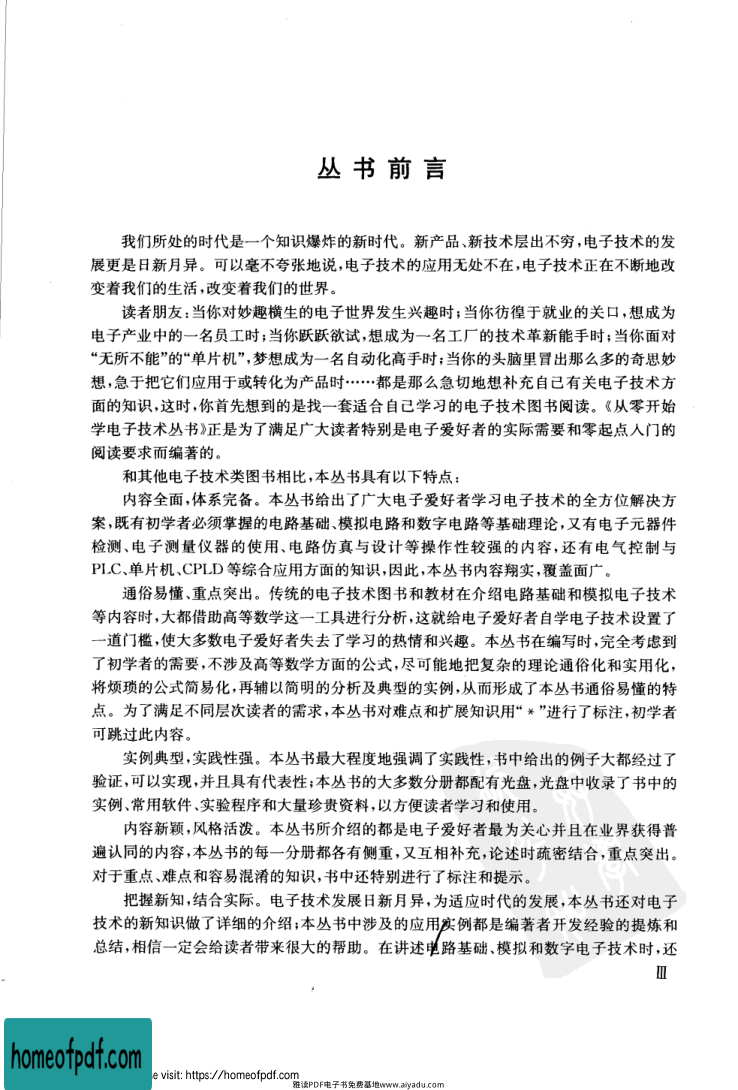 丛书前言
我们所处的时代是一个知识爆炸的新时代。新产品、新技术层出不穷,电子技术的发
展更是日新月异。可以毫不夸张地说,电子技术的应用无处不在,电子技术正在不断地改
变着我们的生活,改变着我们的世界。
读者朋友:当你对妙趣横生的电子世界发生兴趣时;当你彷徨于就业的关口,想成为
电子产业中的一名员工时;当你跃跃欲试,想成为一名工厂的技术革新能手时;当你面对
“无所不能”的“单片机”,梦想成为一名自动化高手时;当你的头脑里冒出那么多的奇思妙
想,急于把它们应用于或转化为产品时……都是那么急切地想补充自己有关电子技术方
面的知识,这时,你首先想到的是找一套适合自己学习的电子技术图书阅读。《从零开始
学电子技术丛书》正是为了满足广大读者特别是电子爱好者的实际需要和零起点入门的
阅读要求而编著的。
和其他电子技术类图书相比,本丛书具有以下特点:
内容全面,体系完备。本丛书给出了广大电子爱好者学习电子技术的全方位解决方
案,既有初学者必须掌握的电路基础、模拟电路和数字电路等基础理论,又有电子元器件
检测、电子测量仪器的使用、电路仿真与设计等操作性较强的内容,还有电气控制与
PLC、单片机、CPLD等综合应用方面的知识,因此,本丛书内容翔实,覆盖面广。
通俗易懂、重点突出。传统的电子技术图书和教材在介绍电路基础和模拟电子技术
等内容时,大都借助高等数学这一工具进行分析,这就给电子爱好者自学电子技术设置了
一道门槛,使大多数电子爱好者失去了学习的热情和兴趣。本丛书在编写时,完全考虑到
了初学者的需要,不涉及高等数学方面的公式,尽可能地把复杂的理论通俗化和实用化,
将烦琐的公式简易化,再辅以简明的分析及典型的实例,从而形成了本丛书通俗易懂的特
点。为了满足不同层次读者的需求,本丛书对难点和扩展知识用“*”进行了标注,初学者
可跳过此内容。
实例典型,实践性强。本丛书最大程度地强调了实践性,书中给出的例子大都经过了
验证,可以实现,并且具有代表性;本丛书的大多数分册都配有光盘,光盘中收录了书中的
实例、常用软件、实验程序和大量珍贵资料,以方便读者学习和使用。
内容新颖,风格活泼。本丛书所介绍的都是电子爱好者最为关心并且在业界获得普
遍认同的内容,本丛书的每一分册都各有侧重,又互相补充,论述时疏密结合,重点突出。
对于重点、难点和容易混淆的知识,书中还特别进行了标注和提示。
把握新知,结合实际。电子技术发展日新月异,为适应时代的发展,本丛书还对电子
技术的新知识做了详细的介绍;本丛书中涉及的应用实例都是编著者开发经验的提炼和
总结,相信一定会给读者带来很大的帮助。在讲述电路基础、模拟和数字电子技术时,还
Ⅲ
homeofpdf.com
e visit: https://homeofpdf.com
雅读PDF电子书免费基地www.aiyadu.com